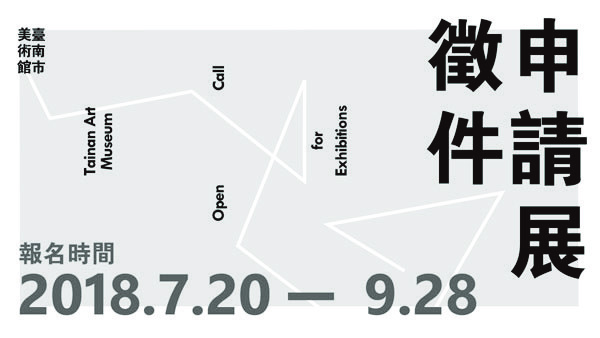 臺南市
美術館
申請展
徵件
Tainan Art
Museum
Open
Call
for
Exhibitions
報名時間
2018.7.20 — 9.28